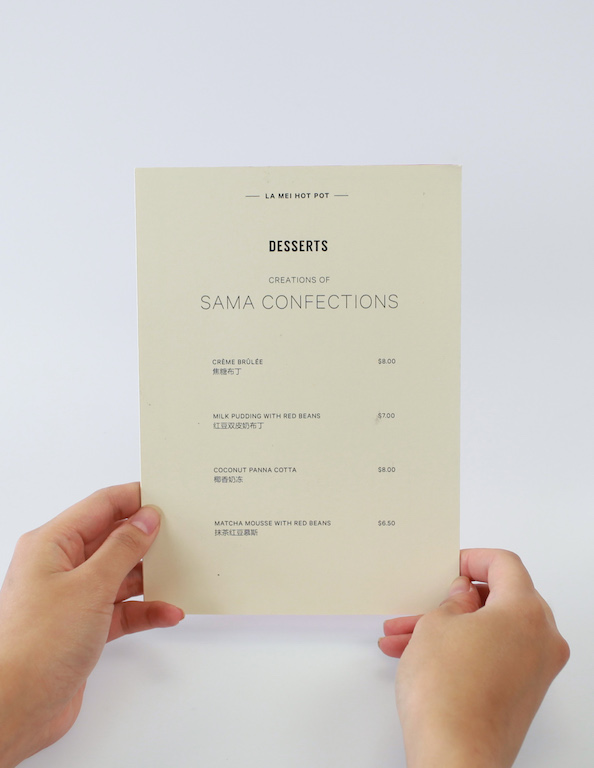 LA MEI HOT POT
DESSERTS
CREATIONS OF
SAMA CONFECTIONS
CRÈME BRÛLÉE $8.00
焦糖布丁
MILK PUDDING WITH RED BEANS $7.00
红豆双皮奶布丁
COCONUT PANNA COTTA $6.00
椰香奶冻
MATCHA MOUSSE WITH RED BEANS $6.50
抹茶红豆慕斯